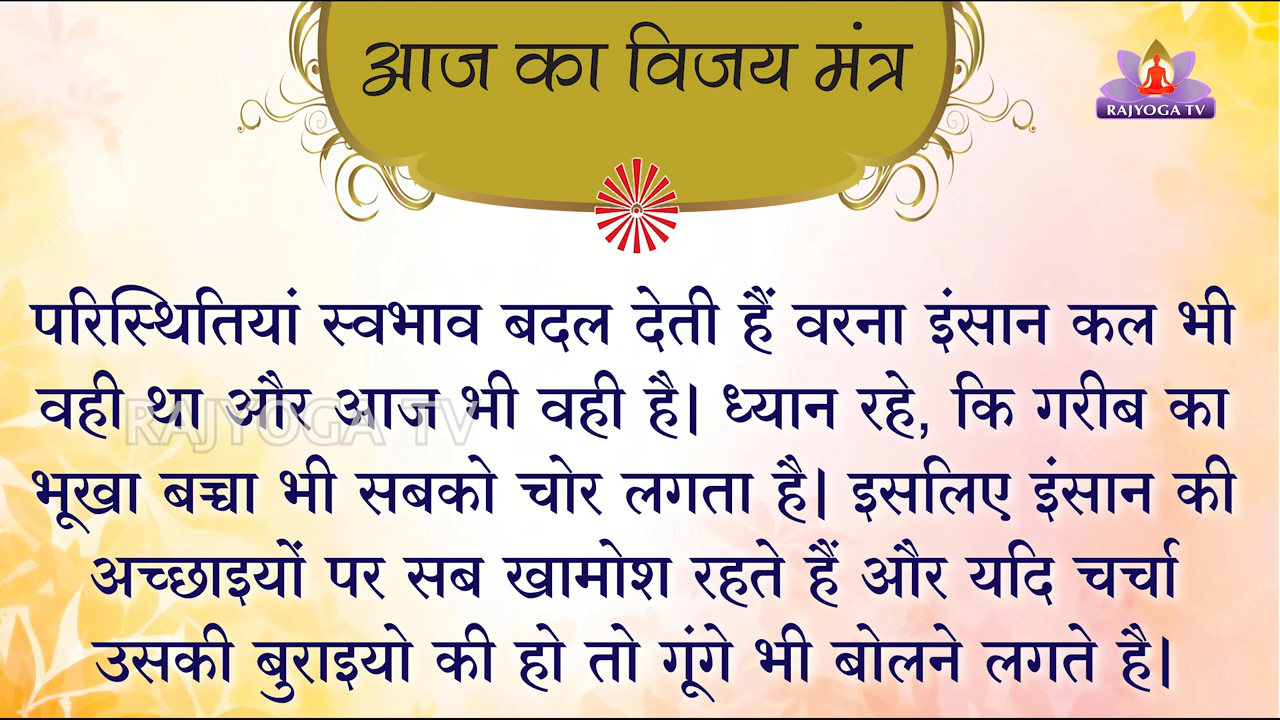 आज का विजय मंत्र
RAJYOGA TV
परिस्थितियां स्वभाव बदल देती हैं वरना इंसान कल भी
वही था और आज भी वही है। ध्यान रहे, कि गरीब का
RAJYOGA TV
भूखा बच्चा भी सबको चोर लगता है। इसलिए इंसान की
अच्छाइयों पर सब खामोश रहते हैं और यदि चर्चा
उसकी बुराइयो की हो तो गूंगे भी बोलने लगते है।